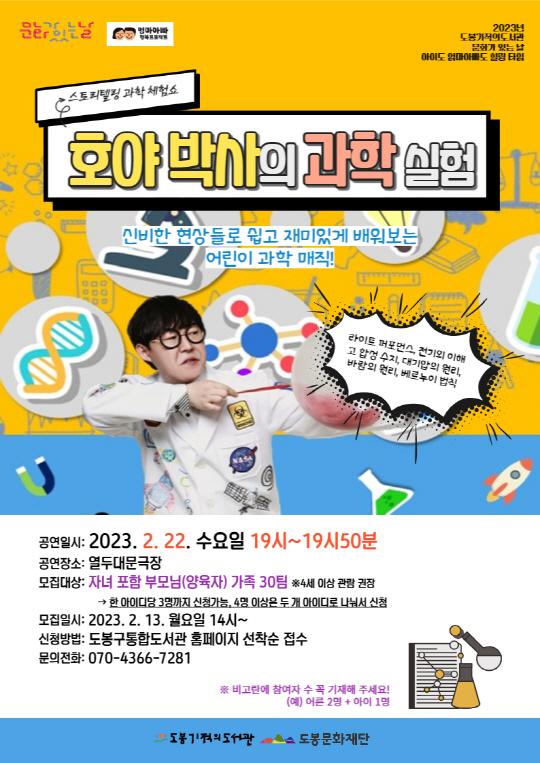 문화가 있는 날
엄마아빠
행복프로젝트
2023년
도봉기적의도서관
문화가 있는 날
아이도 엄마아빠도 힐링 타임
스토리텔링 과학 체험쇼
호야 박사의 과학 실험
신비한 현상들로 쉽고 재미있게 배워보는
어린이 과학 매직!
라이트 퍼포먼스, 전기의 이해
고 합성 수지, 대기압의 원리,
바람의 원리, 베르누이 법칙
NASA
공연일시: 2023. 2. 22. 수요일 19시~19시50분
공연장소: 열두대문극장
모집대상: 자녀 포함 부모님(양육자) 가족 30팀 ※4세 이상 관람 권장
→ 한 아이디당 3명까지 신청가능, 4명 이상은 두 개 아이디로 나눠서 신청
모집일시: 2023. 2. 13. 월요일 14시~
신청방법: 도봉구통합도서관 홈페이지 선착순 접수
문의전화: 070-4366-7281
※ 비고란에 참여자 수 꼭 기재해 주세요!
(예) 어른 2명 + 아이 1명
도봉기적의도서관 도봉문화재단